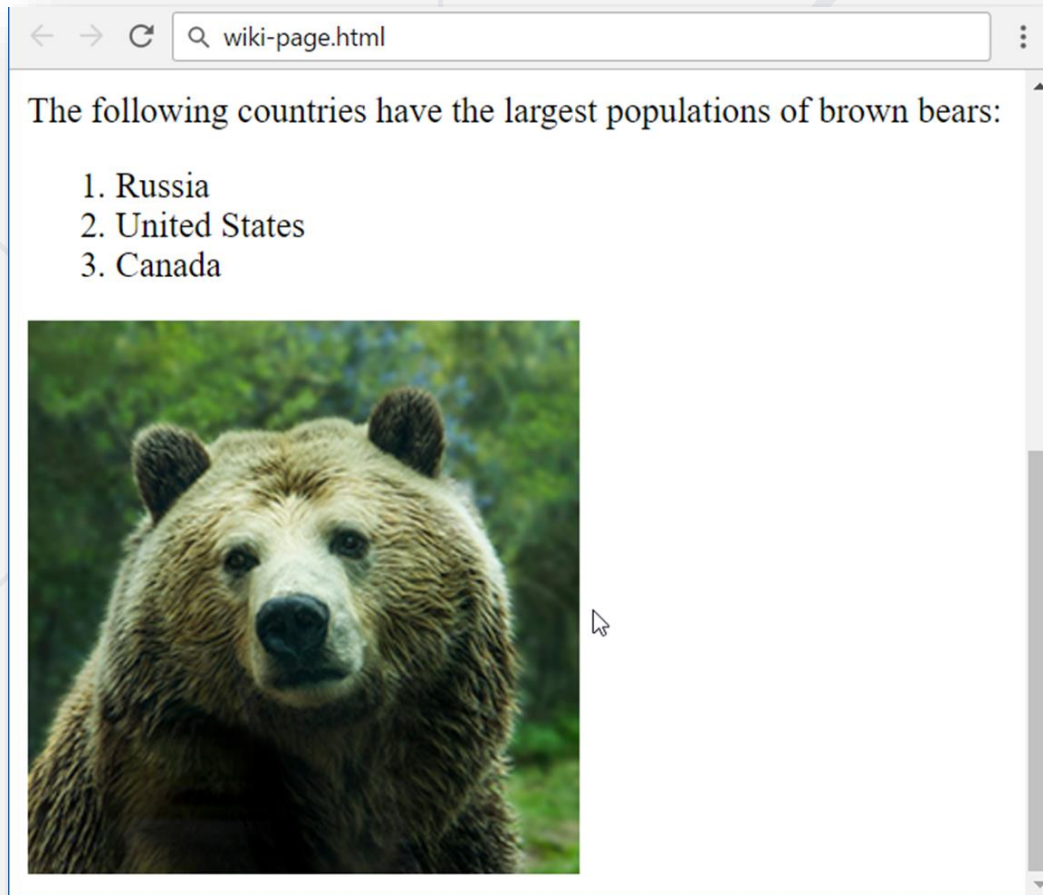 wiki-page.html
The following countries have the largest populations of brown bears:
1. Russia
2. United States
3. Canada